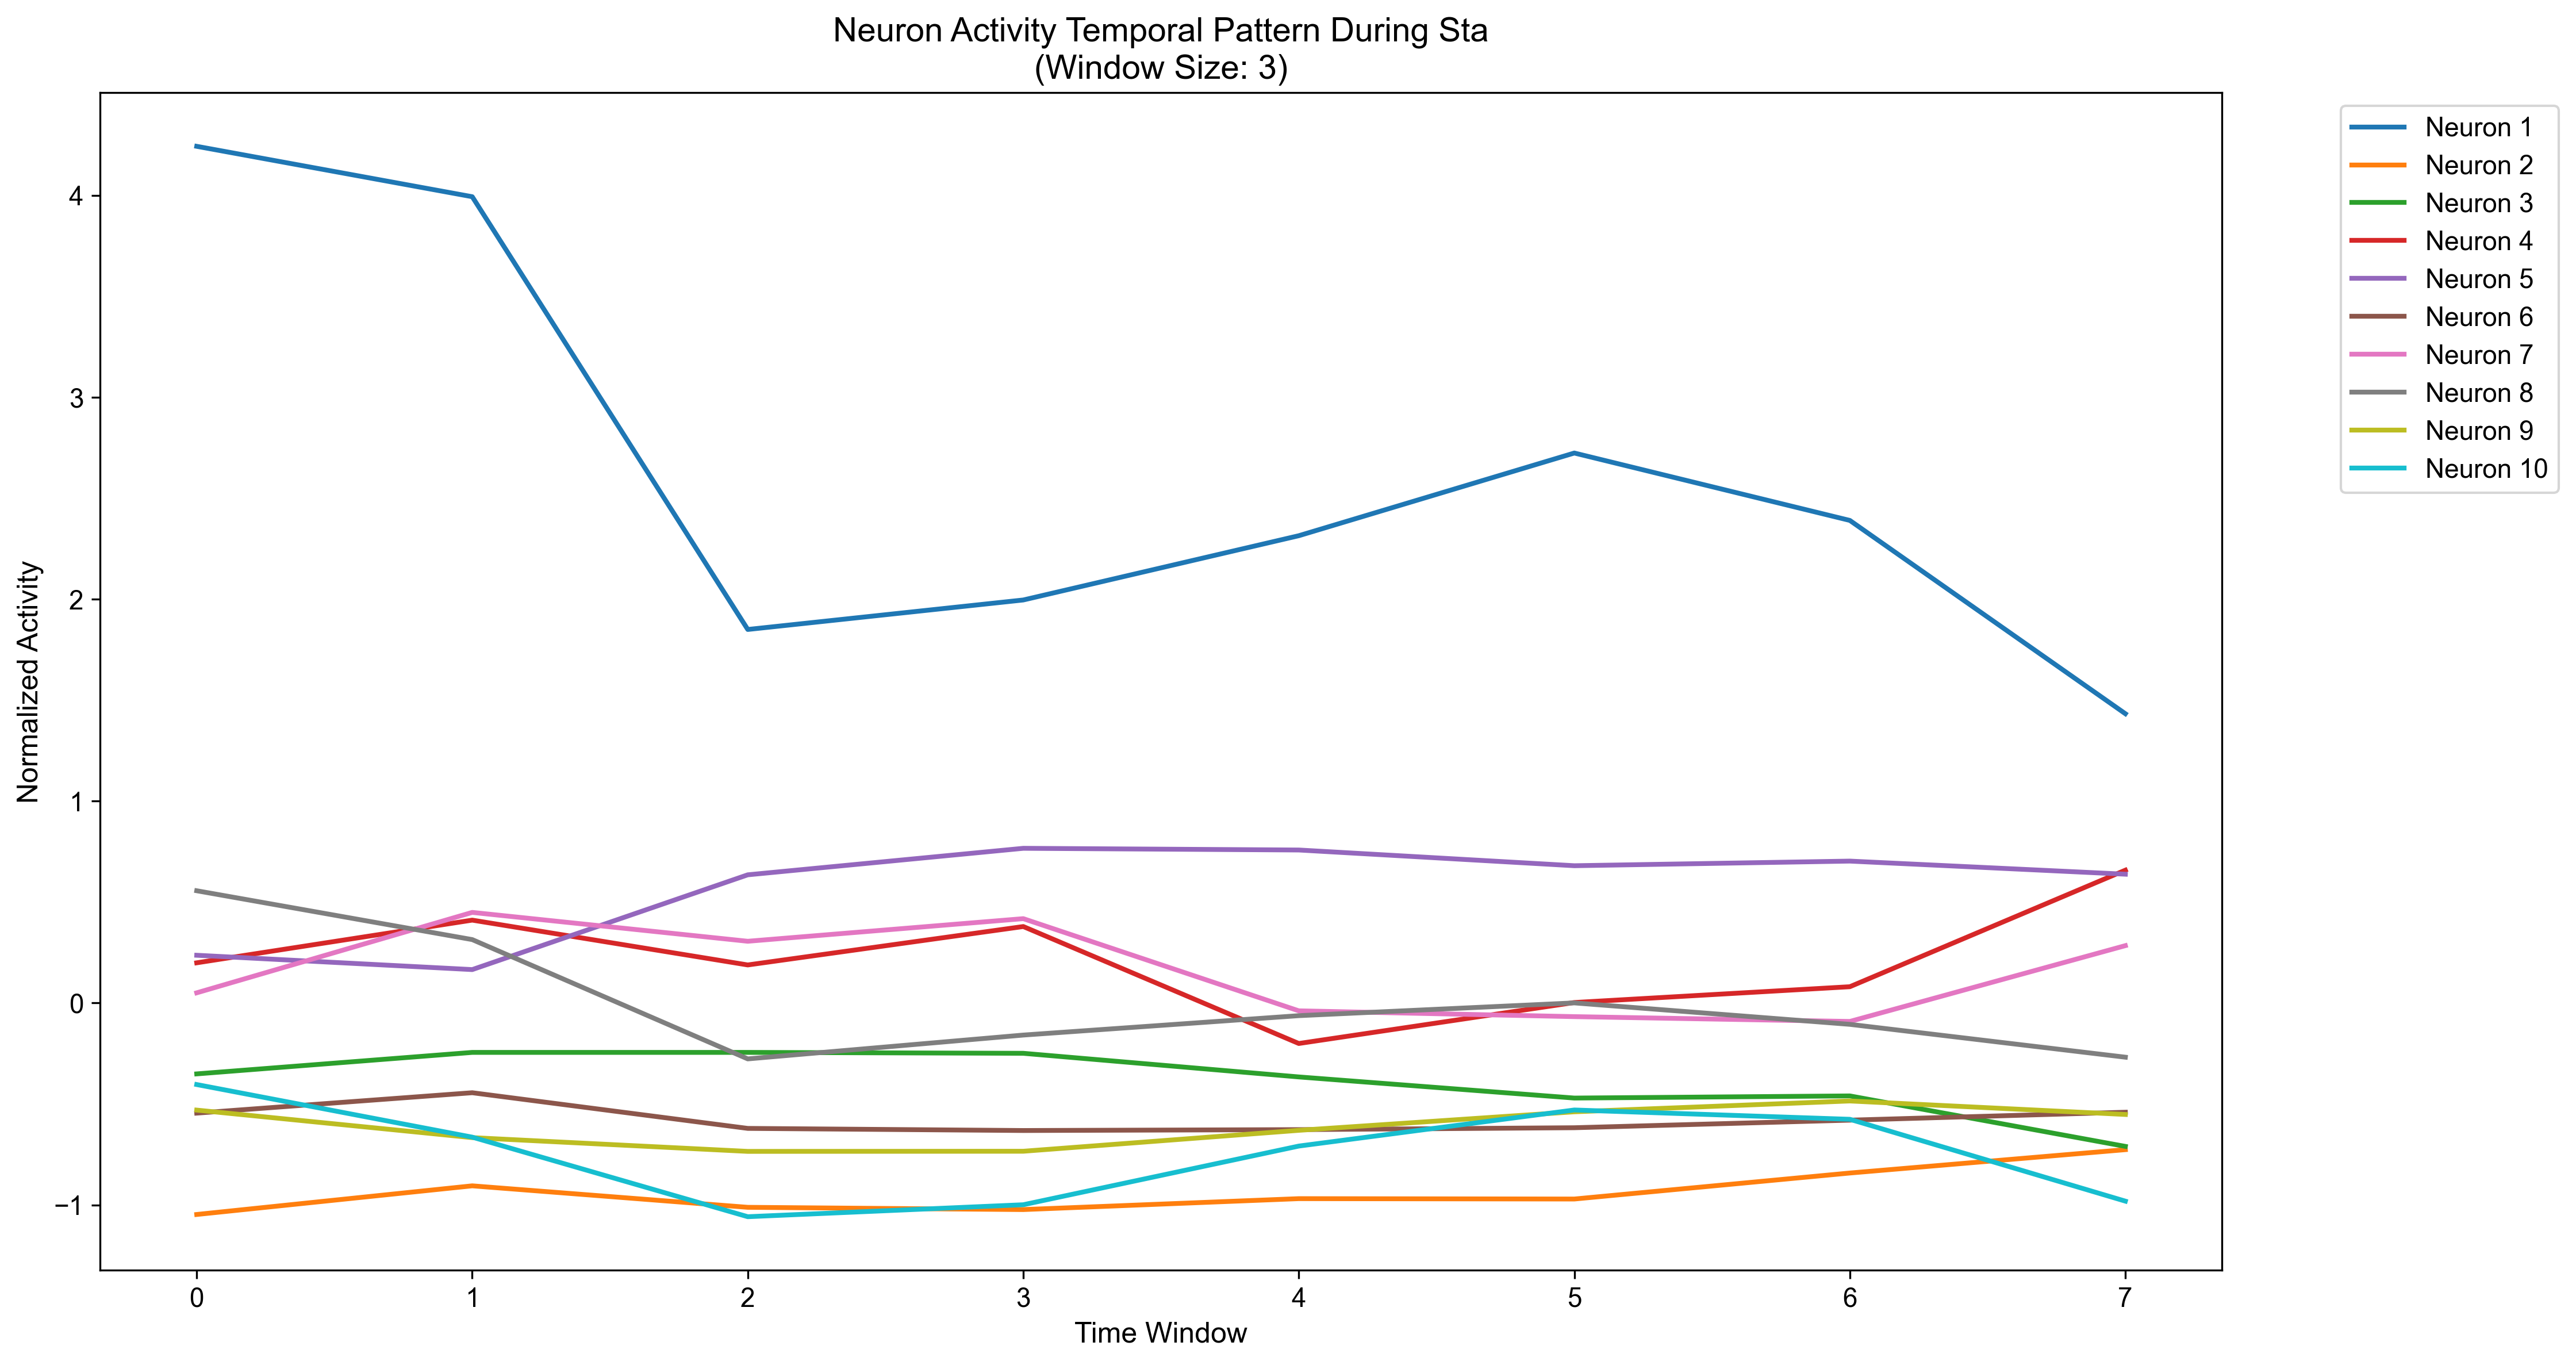 Neuron Activity Temporal Pattern During Sta
(Window Size: 3)
Normalized Activity
4
3
2
1
0
−1
0 1 2 3 4 5 6 7
Time Window
Neuron 1
Neuron 2
Neuron 3
Neuron 4
Neuron 5
Neuron 6
Neuron 7
Neuron 8
Neuron 9
Neuron 10